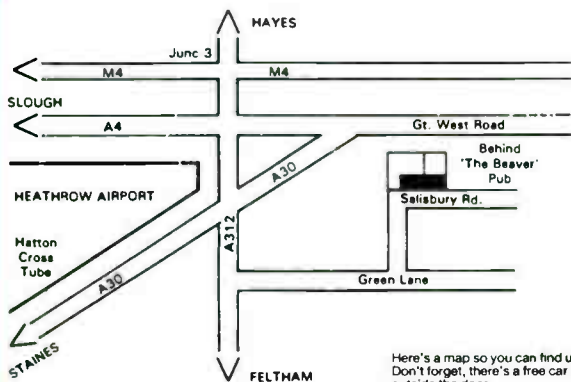 HAYES
Junc 3
M4
M4
SLOUGH
A4
Gt. West Road
Behind
'The Beaver'
Pub
A30
HEATHROW AIRPORT
Salisbury Rd.
Hatton
Cross
Tube
A312
A30
Green Lane
STAINES
FELTHAM
Here's a map so you can find
Don't forget, there's a free car